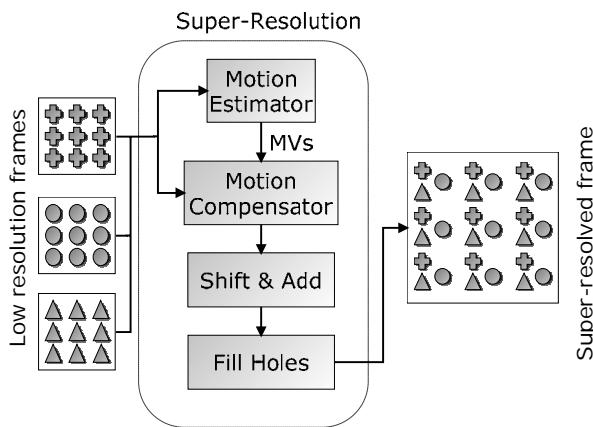 Super-Resolution
Low resolution frames
Motion
Estimator
MVs
Motion
Compensator
Shift & Add
Fill Holes
Super-resolved frame